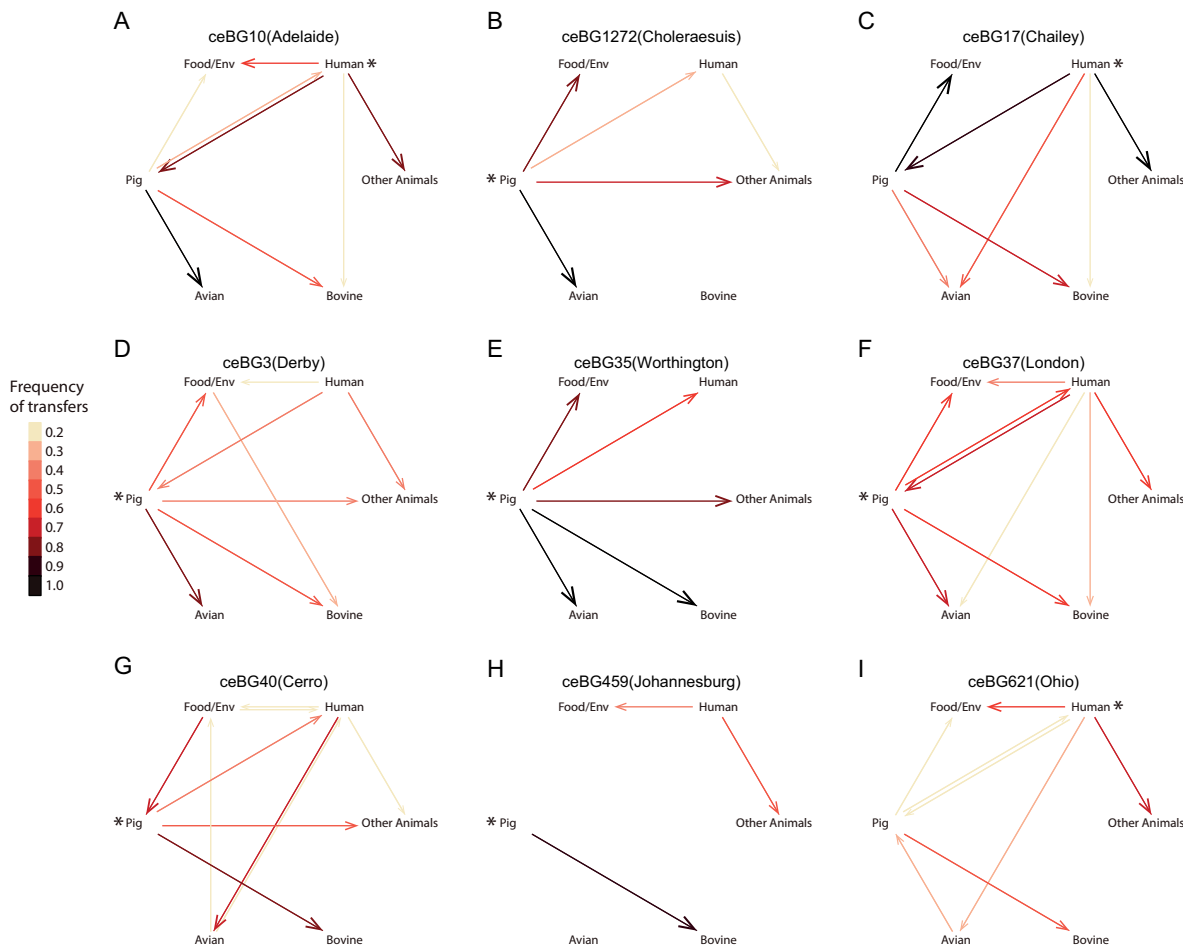 A
ceBG10(Adelaide)
Food/Env
Human *
Pig
Other Animals
Avian
Bovine
B
ceBG1272(Choleraesuis)
Food/Env
Human
* Pig
Other Animals
Avian
Bovine
C
ceBG17(Chailey)
Food/Env
Human *
Pig
Other Animals
Avian
Bovine
Frequency
of transfers
0.2
0.3
0.4
0.5
0.6
0.7
0.8
0.9
1.0
D
ceBG3(Derby)
Food/Env
Human
* Pig
Other Animals
Avian
Bovine
E
ceBG35(Worthington)
Food/Env
Human
* Pig
Other Animals
Avian
Bovine
F
ceBG37(London)
Food/Env
Human
* Pig
Other Animals
Avian
Bovine
G
ceBG40(Cerro)
Food/Env
Human
* Pig
Other Animals
Avian
Bovine
H
ceBG459(Johannesburg)
Food/Env
Human
* Pig
Other Animals
Avian
Bovine
I
ceBG621(Ohio)
Food/Env
Human *
Pig
Other Animals
Avian
Bovine